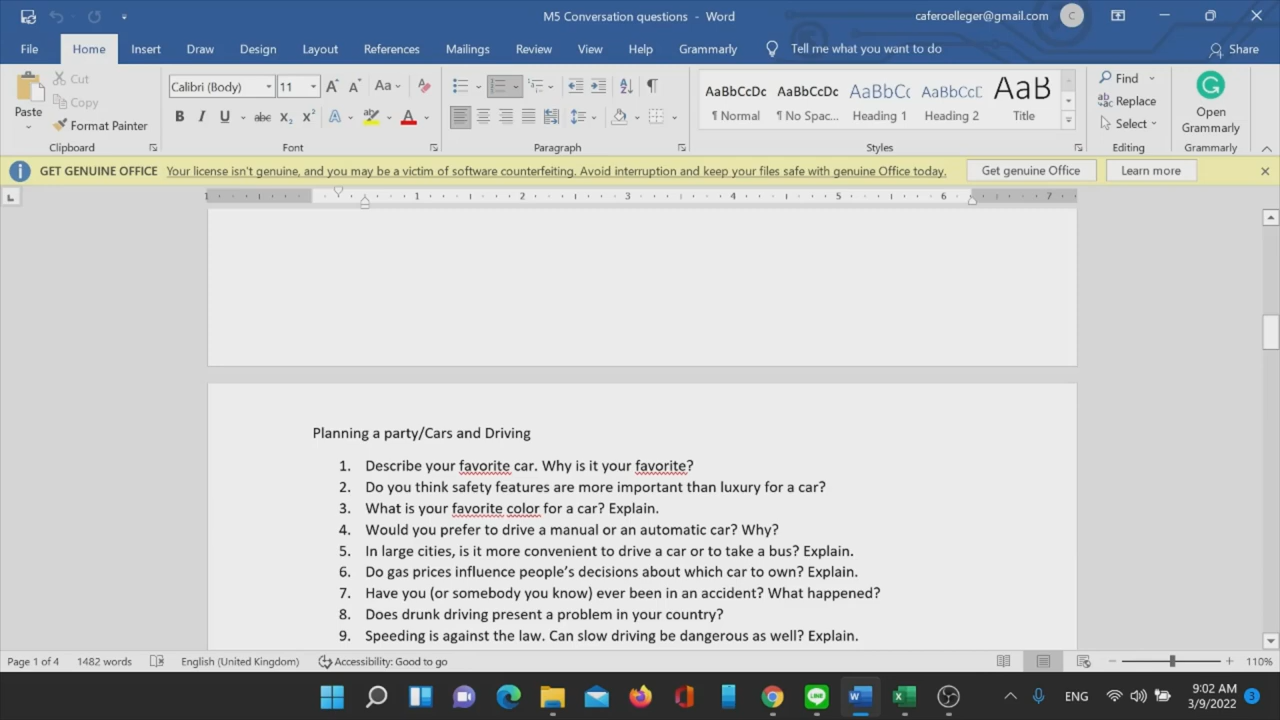 M5 Conversation questions - Word
caferoelleger@gmail.com
C
File Home Insert Draw Design Layout References Mailings Review View Help Grammarly Tell me what you want to do Share
Paste
Cut
Copy
Format Painter
Clipboard
Calibri (Body) 11
Font
Paragraph
AaBbCcDc AaBbCcDc AaBbCc AaBbCcD AaB
¶ Normal ¶ No Spac... Heading 1 Heading 2 Title
Styles
Find
Replace
Select
Editing
Open
Grammarly
Grammarly
GET GENUINE OFFICE Your license isn't genuine, and you may be a victim of software counterfeiting. Avoid interruption and keep your files safe with genuine Office today. Get genuine Office Learn more
1 1 2 3 4 5 6 7
Planning a party/Cars and Driving
1. Describe your favorite car. Why is it your favorite?
2. Do you think safety features are more important than luxury for a car?
3. What is your favorite color for a car? Explain.
4. Would you prefer to drive a manual or an automatic car? Why?
5. In large cities, is it more convenient to drive a car or to take a bus? Explain.
6. Do gas prices influence people's decisions about which car to own? Explain.
7. Have you (or somebody you know) ever been in an accident? What happened?
8. Does drunk driving present a problem in your country?
9. Speeding is against the law. Can slow driving be dangerous as well? Explain.
Page 1 of 4 1482 words English (United Kingdom) Accessibility: Good to go 110%
ENG
9:02 AM
3/9/2022
3